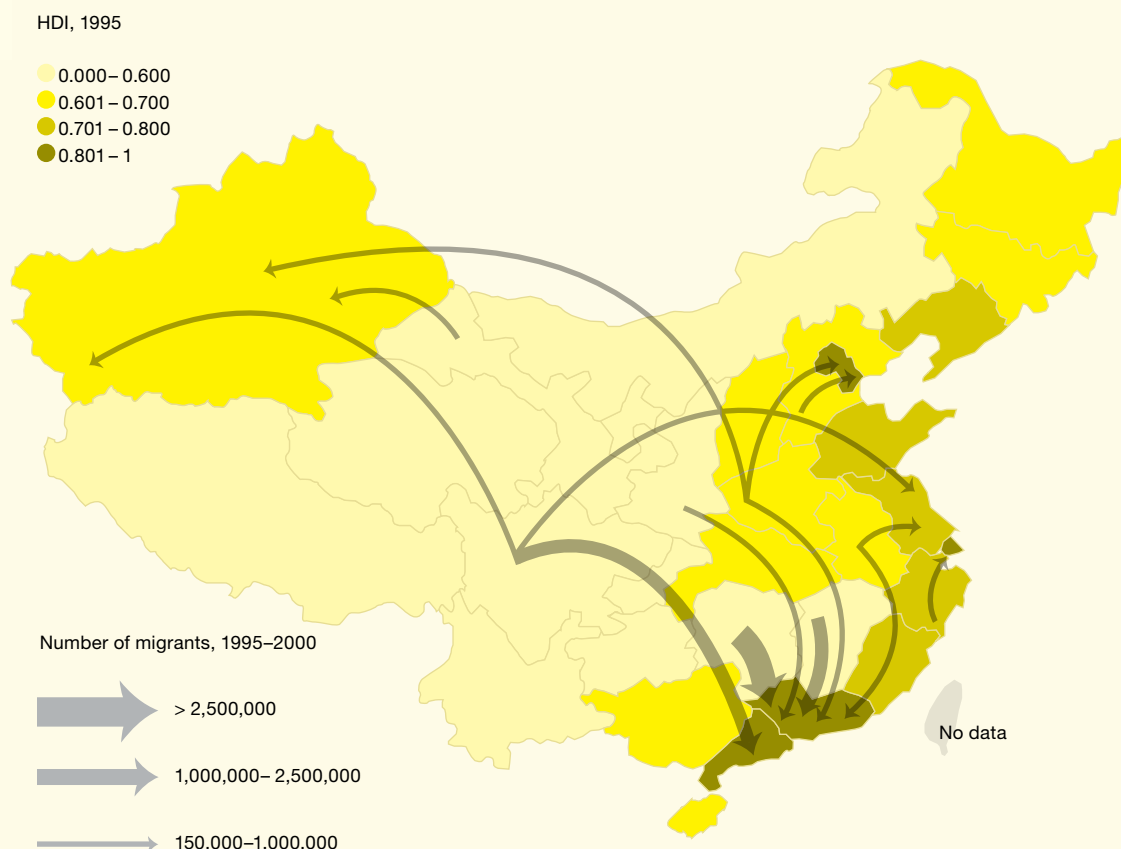 HDI, 1995
0.000–0.600
0.601–0.700
0.701–0.800
0.801–1
Number of migrants, 1995–2000
> 2,500,000
No data
1,000,000–2,500,000
150,000–1,000,000